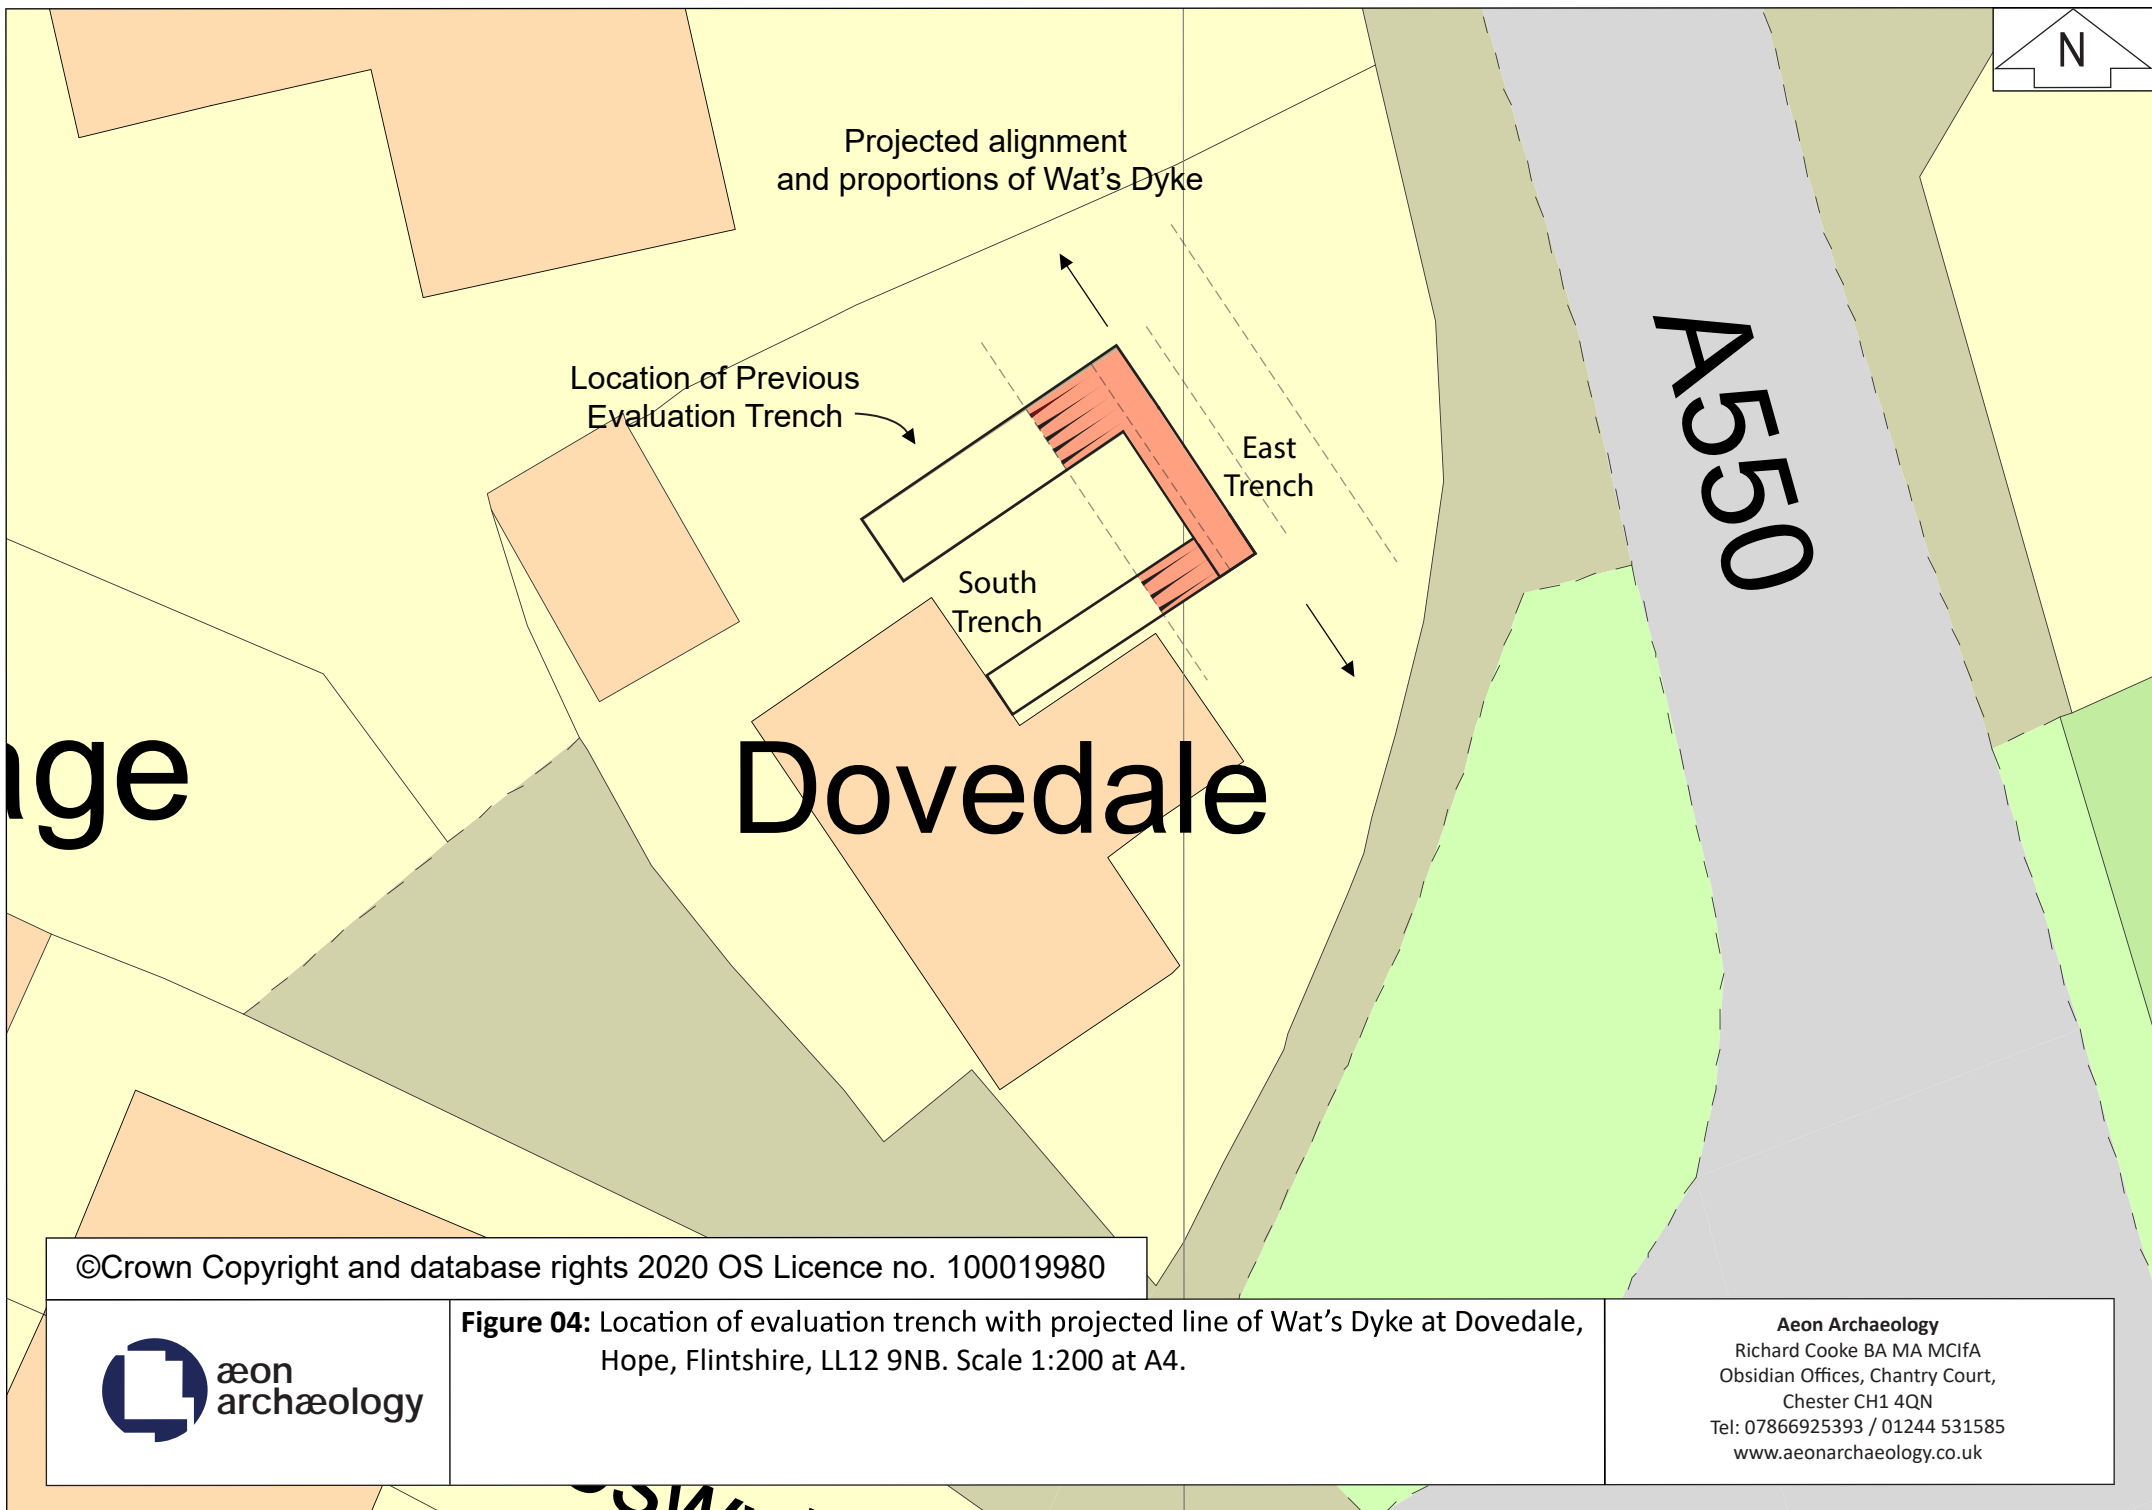 N
Projected alignment
and proportions of Wat's Dyke
Location of Previous
Evaluation Trench
East
Trench
South
Trench
A550
age
Dovedale
©Crown Copyright and database rights 2020 OS Licence no. 100019980
æon
archæology
Figure 04: Location of evaluation trench with projected line of Wat's Dyke at Dovedale,
Hope, Flintshire, LL12 9NB. Scale 1:200 at A4.
Aeon Archaeology
Richard Cooke BA MA MCIfA
Obsidian Offices, Chantry Court,
Chester CH1 4QN
Tel: 07866925393 / 01244 531585
www.aeonarchaeology.co.uk